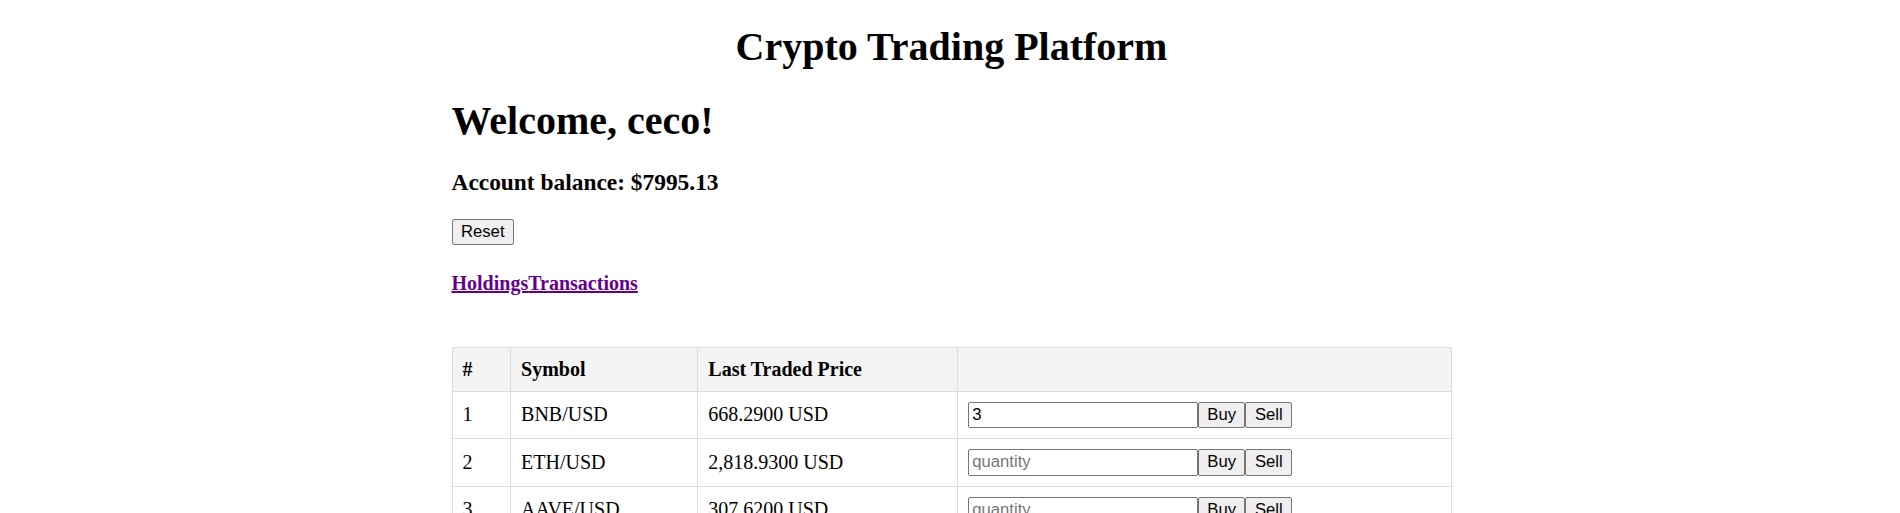 Crypto Trading Platform
Welcome, ceco!
Account balance: $7995.13
Reset
HoldingsTransactions
# Symbol Last Traded Price
1 BNB/USD 668.2900 USD 3 Buy Sell
2 ETH/USD 2,818.9300 USD quantity Buy Sell
3 AAVE/USD 307.6200 USD quantity Buy Sell